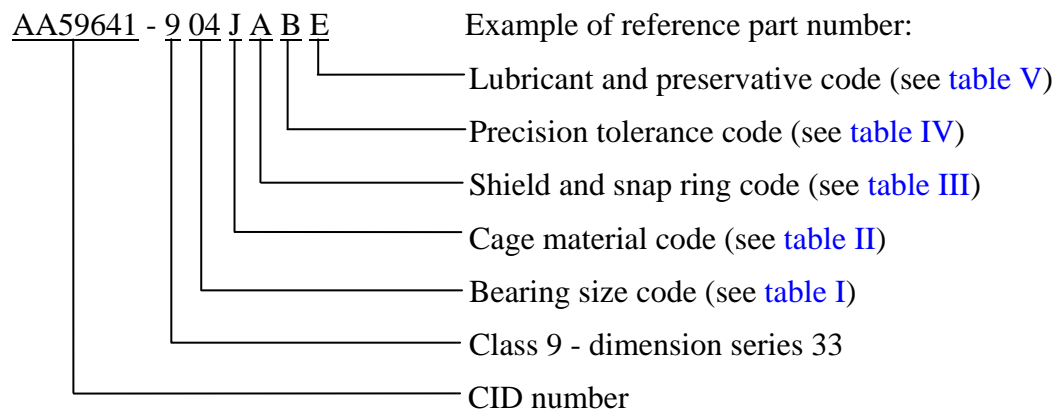 AA59641 - 9 04 J A B E Example of reference part number:
Lubricant and preservative code (see table V)
Precision tolerance code (see table IV)
Shield and snap ring code (see table III)
Cage material code (see table II)
Bearing size code (see table I)
Class 9 - dimension series 33
CID number